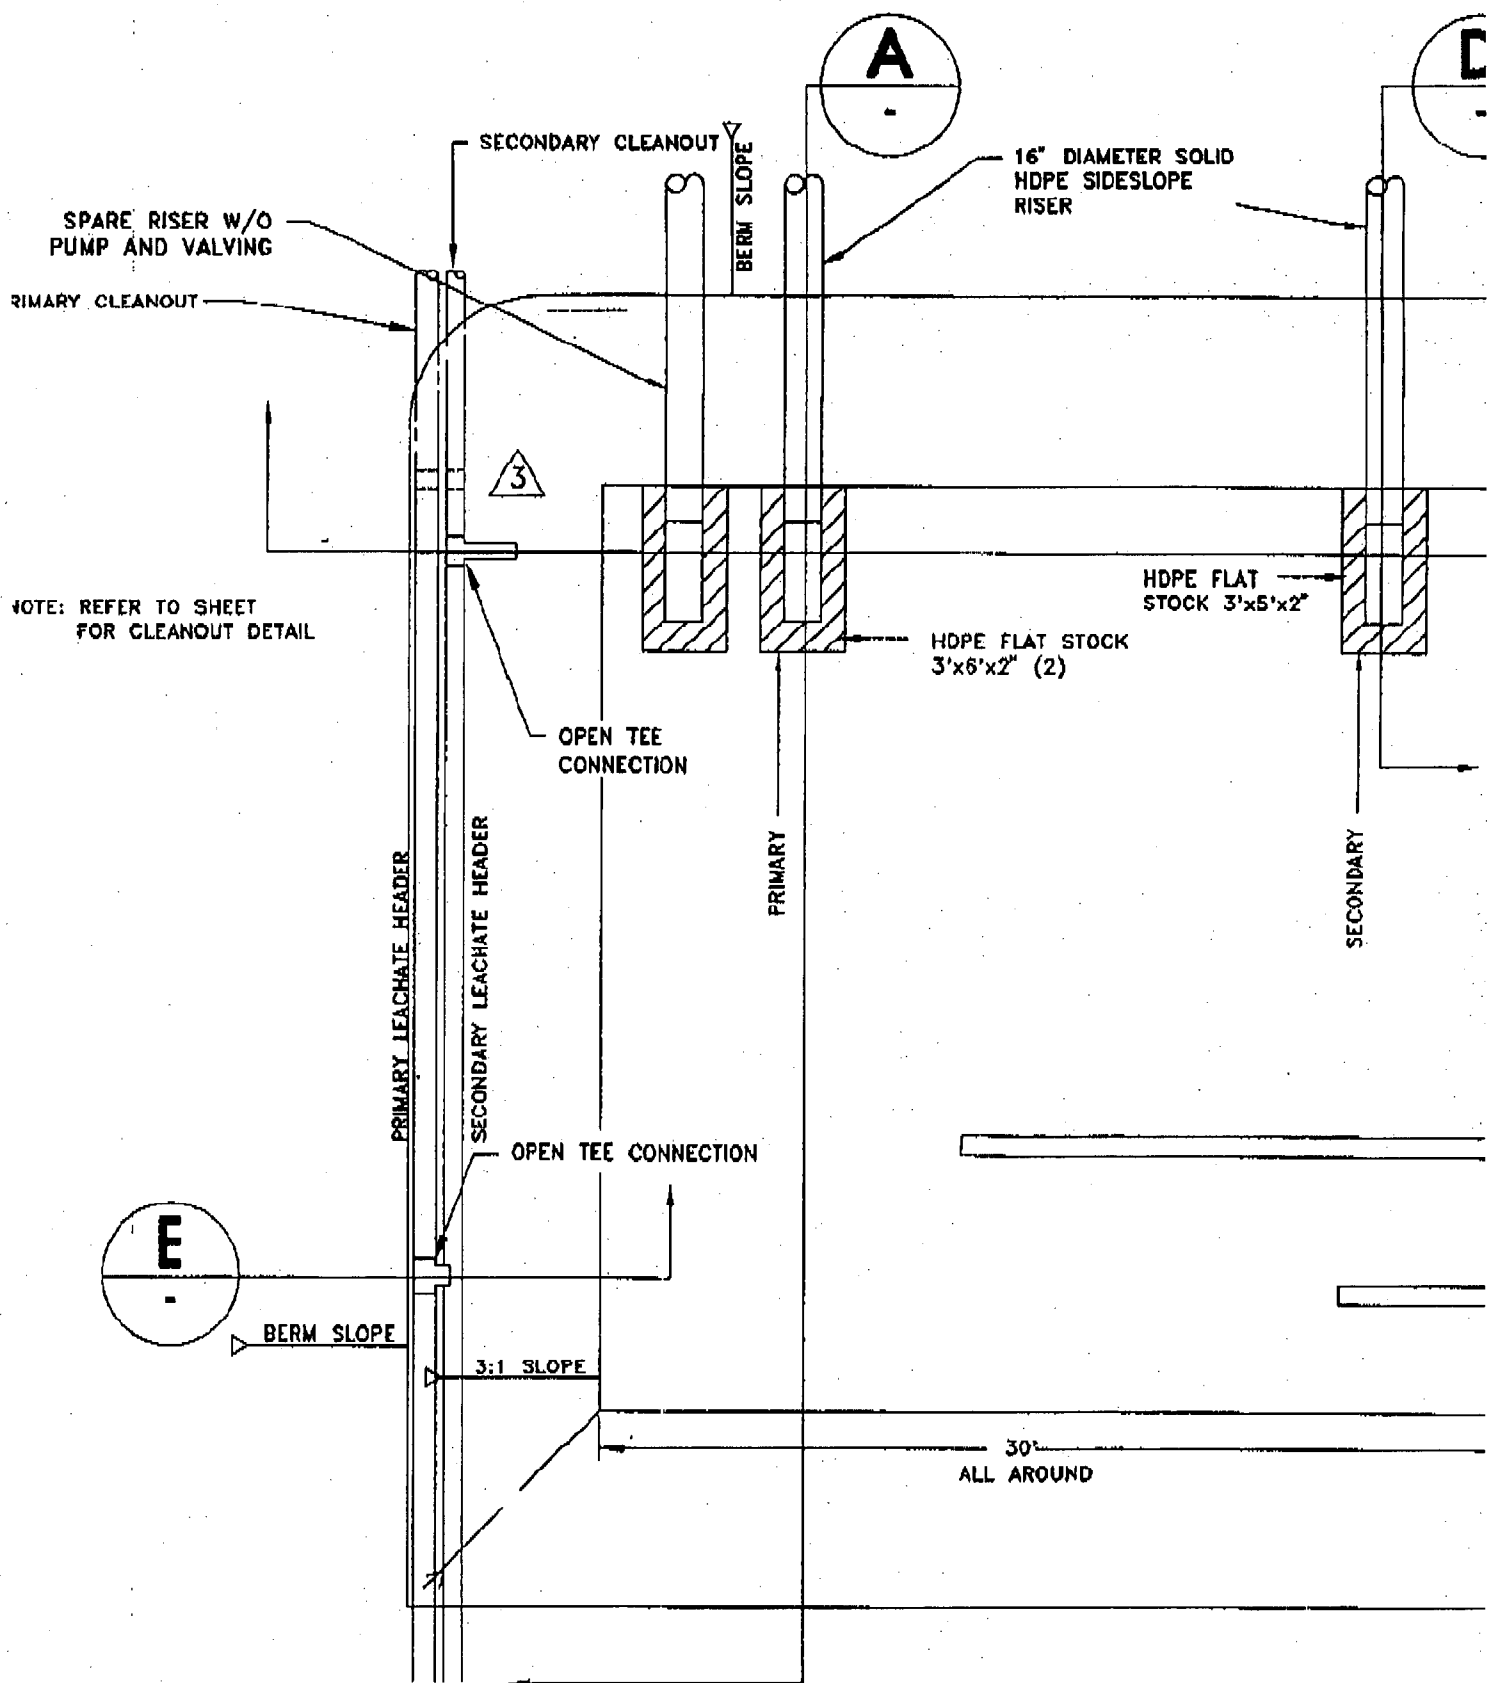 A
-
D
-
SECONDARY CLEANOUT
BERM SLOPE
16" DIAMETER SOLID
HDPE SIDESLOPE
RISER
SPARE RISER W/O
PUMP AND VALVING
RIMARY CLEANOUT
3
NOTE: REFER TO SHEET
FOR CLEANOUT DETAIL
HDPE FLAT
STOCK 3'x5'x2"
HDPE FLAT STOCK
3'x6'x2" (2)
OPEN TEE
CONNECTION
PRIMARY
SECONDARY
PRIMARY LEACHATE HEADER
SECONDARY LEACHATE HEADER
OPEN TEE CONNECTION
E
-
BERM SLOPE
3:1 SLOPE
30'
ALL AROUND